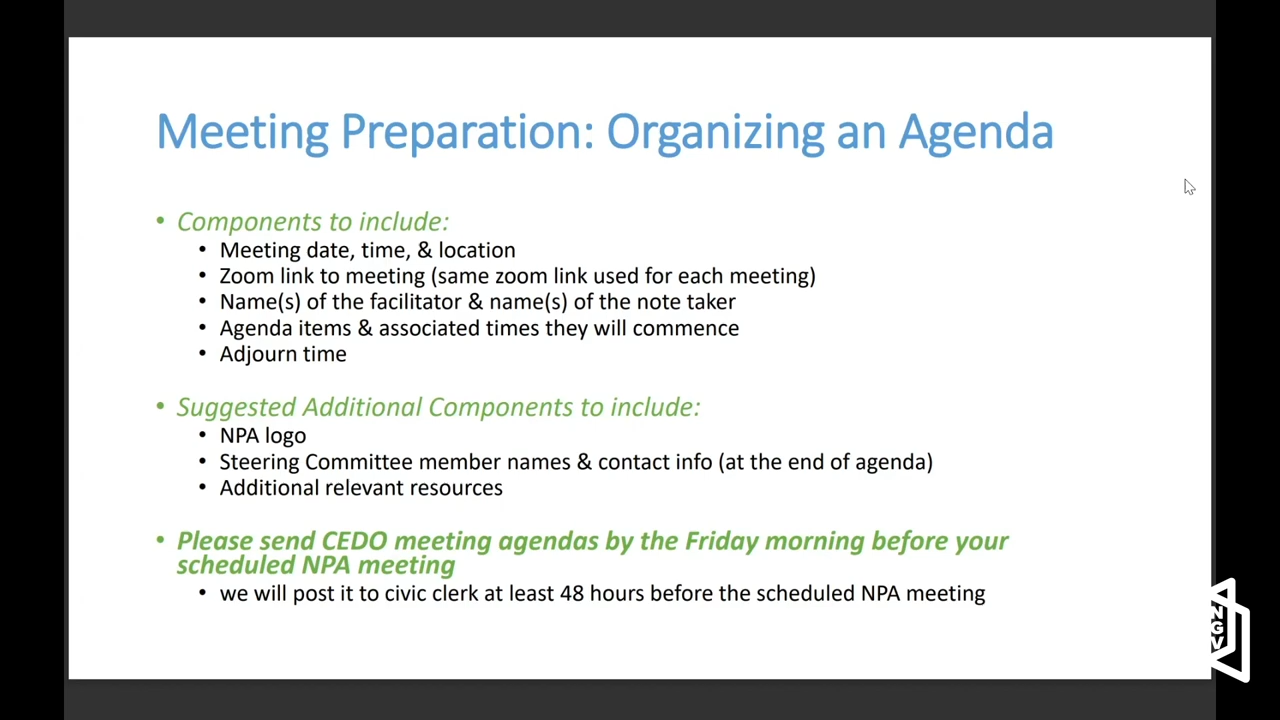 Meeting Preparation: Organizing an Agenda
• Components to include:
• Meeting date, time, & location
• Zoom link to meeting (same zoom link used for each meeting)
• Name(s) of the facilitator & name(s) of the note taker
• Agenda items & associated times they will commence
• Adjourn time
• Suggested Additional Components to include:
• NPA logo
• Steering Committee member names & contact info (at the end of agenda)
• Additional relevant resources
• Please send CEDO meeting agendas by the Friday morning before your
scheduled NPA meeting
• we will post it to civic clerk at least 48 hours before the scheduled NPA meeting
NGV